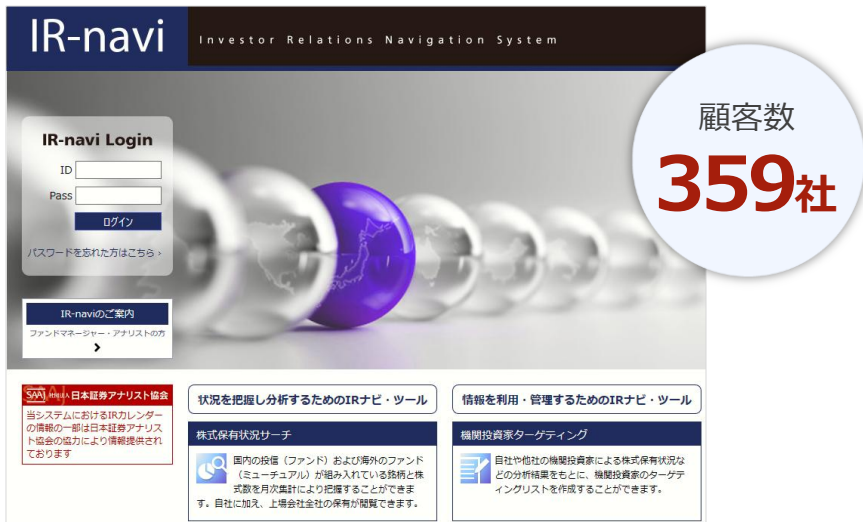 IR-navi
Investor Relations Navigation System
顧客数
359社
IR-navi Login
ID
Pass
ログイン
パスワードを忘れた方はこちら ›
IR-naviのご案内
ファンドマネージャー・アナリストの方
SAAJ 日本証券アナリスト協会
当システムにおけるIRカレンダー
の情報の一部は日本証券アナリス
ト協会の協力により情報提供され
ております
状況を把握し分析するためのIRナビ・ツール
株式保有状況サーチ
国内の投信（ファンド）および海外のファンド
（ミューチュアル）が組み入れている銘柄と株
式数を月次集計により把握することができま
す。自社に加え、上場会社全社の保有が閲覧できます。
情報を利用・管理するためのIRナビ・ツール
機関投資家ターゲティング
自社や他社の機関投資家による株式保有状況な
どの分析結果をもとに、機関投資家のターゲテ
ィングリストを作成することができます。